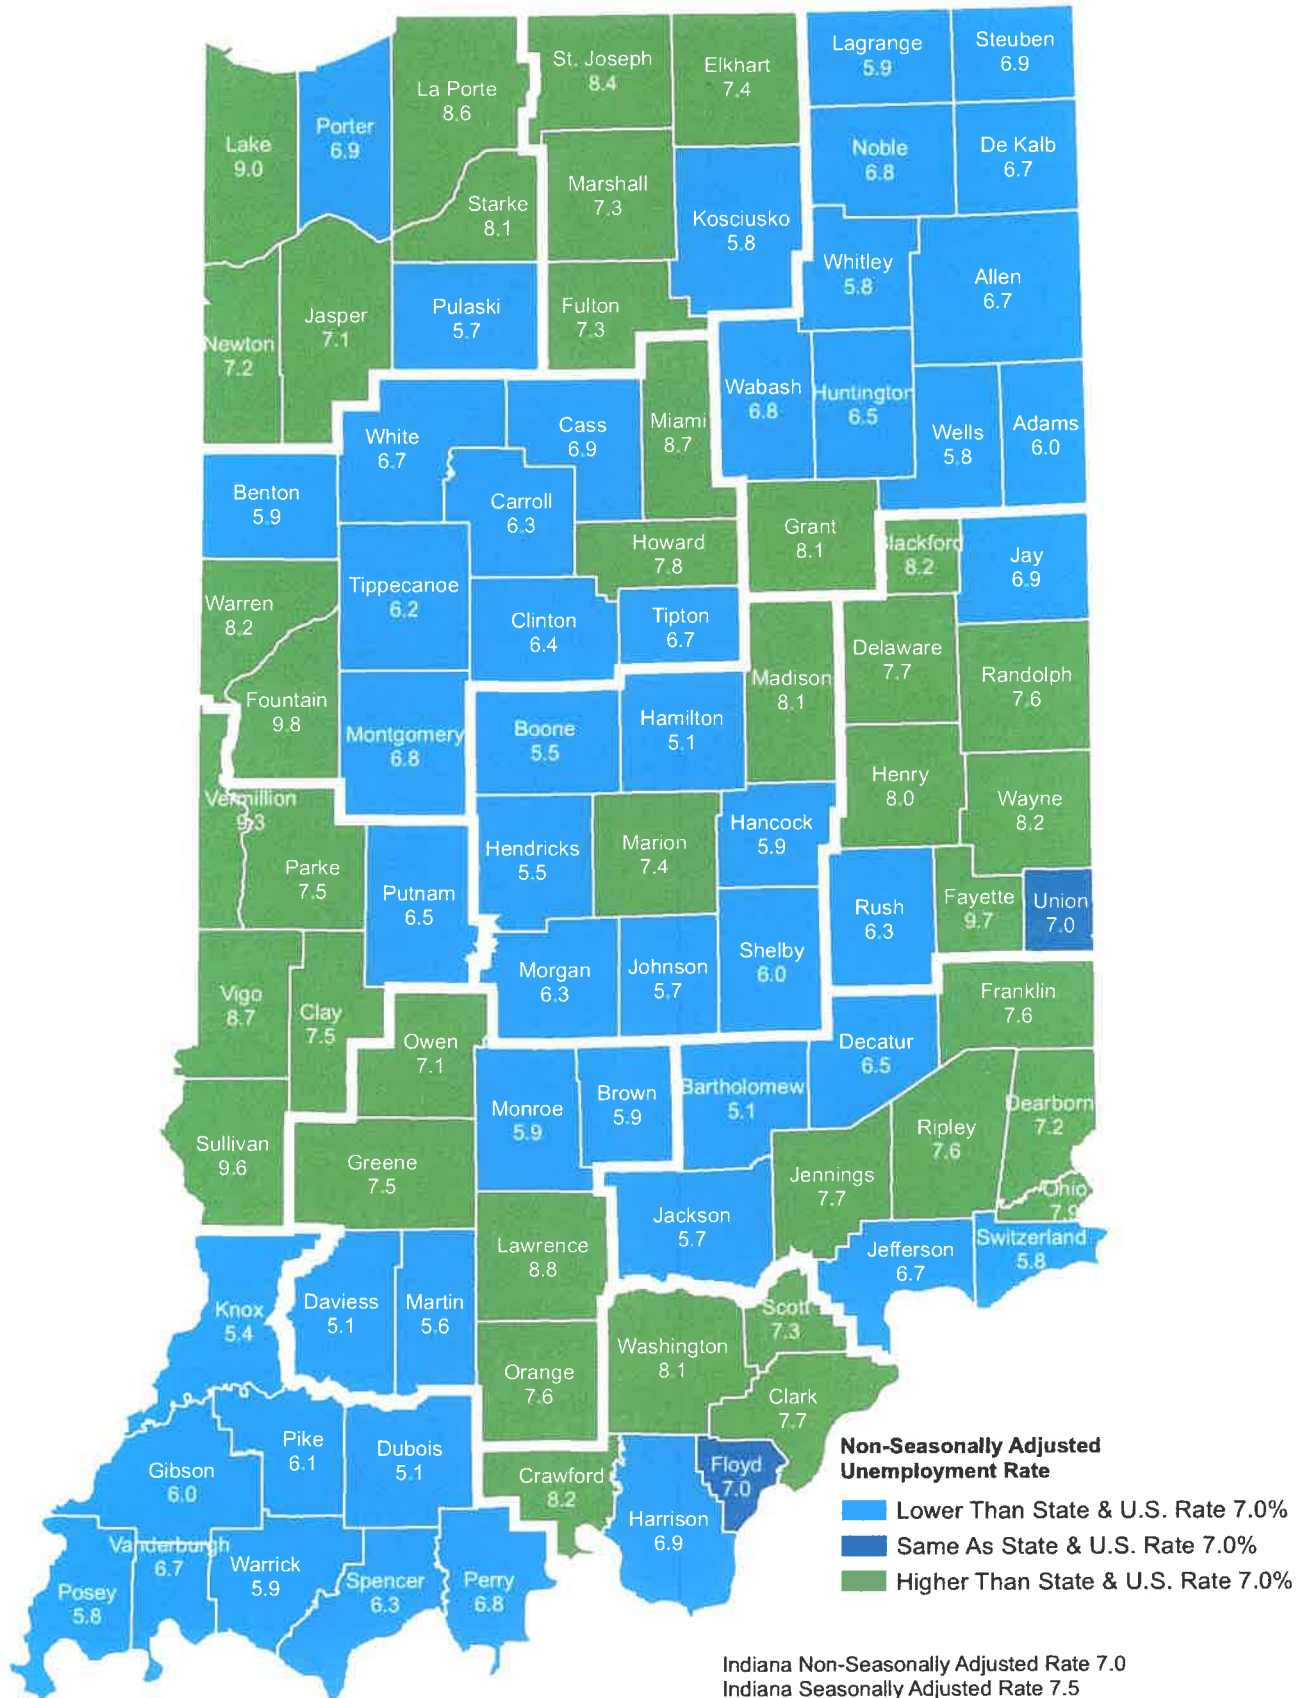 Lagrange
5.9
Steuben
6.9
St. Joseph
8.4
Elkhart
7.4
La Porte
8.6
Porter
6.9
Lake
9.0
Noble
6.8
De Kalb
6.7
Marshall
7.3
Starke
8.1
Kosciusko
5.8
Whitley
5.8
Allen
6.7
Pulaski
5.7
Fulton
7.3
Jasper
7.1
Newton
7.2
Wabash
6.8
Huntington
6.5
Wells
5.8
Adams
6.0
White
6.7
Cass
6.9
Miami
8.7
Benton
5.9
Carroll
6.3
Grant
8.1
Blackford
8.2
Jay
6.9
Howard
7.8
Tippecanoe
6.2
Warren
8.2
Clinton
6.4
Tipton
6.7
Delaware
7.7
Randolph
7.6
Madison
8.1
Fountain
9.8
Montgomery
6.8
Boone
5.5
Hamilton
5.1
Henry
8.0
Wayne
8.2
Vermillion
9.3
Hancock
5.9
Marion
7.4
Hendricks
5.5
Parke
7.5
Putnam
6.5
Rush
6.3
Fayette
9.7
Union
7.0
Shelby
6.0
Morgan
6.3
Johnson
5.7
Vigo
8.7
Clay
7.5
Franklin
7.6
Owen
7.1
Decatur
6.5
Monroe
5.9
Brown
5.9
Bartholomew
5.1
Dearborn
7.2
Ripley
7.6
Sullivan
9.6
Greene
7.5
Jennings
7.7
Ohio
7.9
Jackson
5.7
Lawrence
8.8
Jefferson
6.7
Switzerland
5.8
Knox
5.4
Daviess
5.1
Martin
5.6
Scott
7.3
Washington
8.1
Orange
7.6
Clark
7.7
Pike
6.1
Dubois
5.1
Gibson
6.0
Crawford
8.2
Floyd
7.0
Harrison
6.9
Vanderburgh
6.7
Warrick
5.9
Posey
5.8
Spencer
6.3
Perry
6.8
Non-Seasonally Adjusted
Unemployment Rate
Lower Than State & U.S. Rate 7.0%
Same As State & U.S. Rate 7.0%
Higher Than State & U.S. Rate 7.0%
Indiana Non-Seasonally Adjusted Rate 7.0
Indiana Seasonally Adjusted Rate 7.5